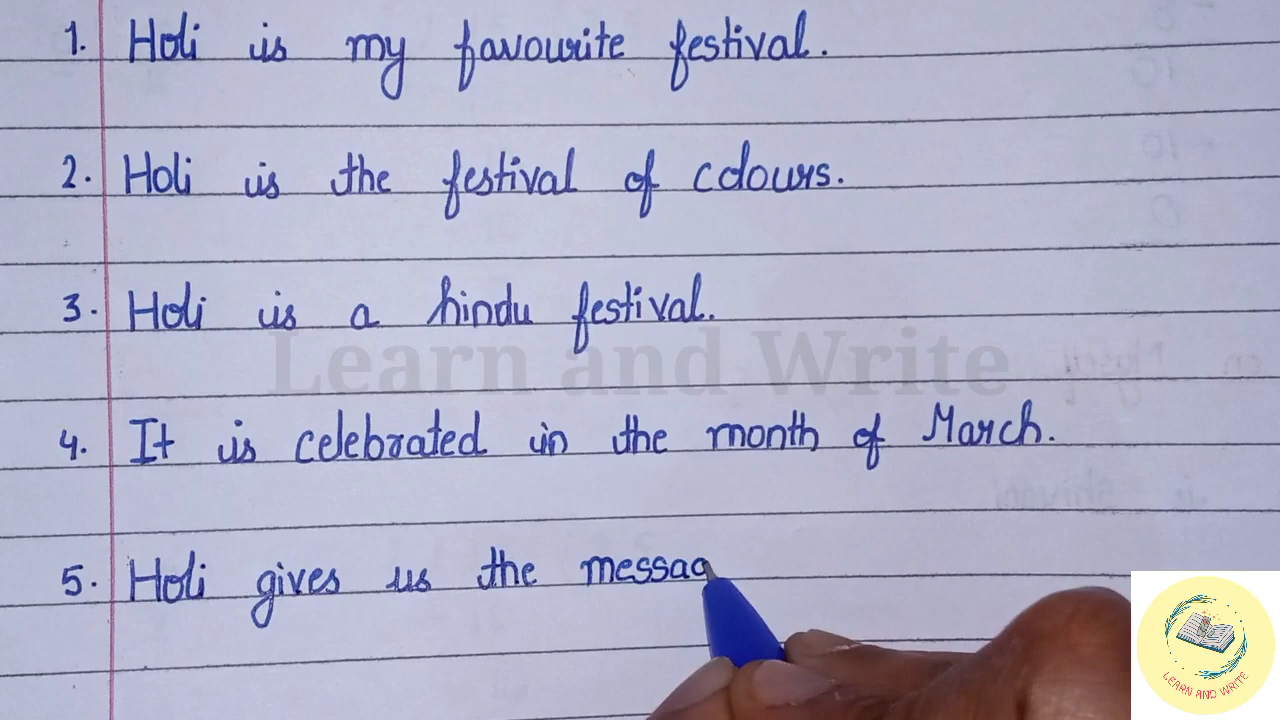 1. Holi is my favourite festival.
2. Holi is the festival of colours.
3. Holi is a hindu festival.
Learn and Write
4. It is celebrated in the month of March.
5. Holi gives us the messag
LEARN AND WRITE